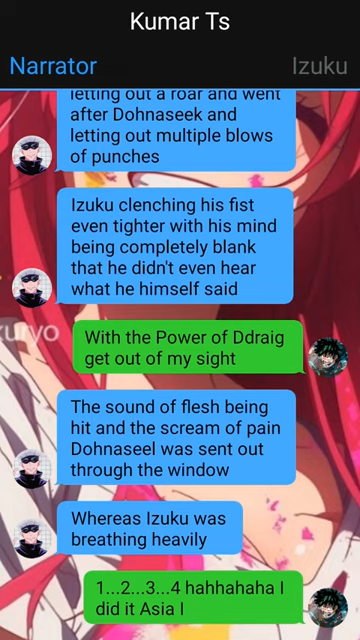 Kumar Ts
Narrator
Izuku
letting out a roar and went
after Dohnaseek and
letting out multiple blows
of punches
Izuku clenching his fist
even tighter with his mind
being completely blank
that he didn't even hear
what he himself said
kuryo
With the Power of Ddraig
get out of my sight
The sound of flesh being
hit and the scream of pain
Dohnaseel was sent out
through the window
Whereas Izuku was
breathing heavily
1...2...3...4 hahhahaha I
did it Asia I